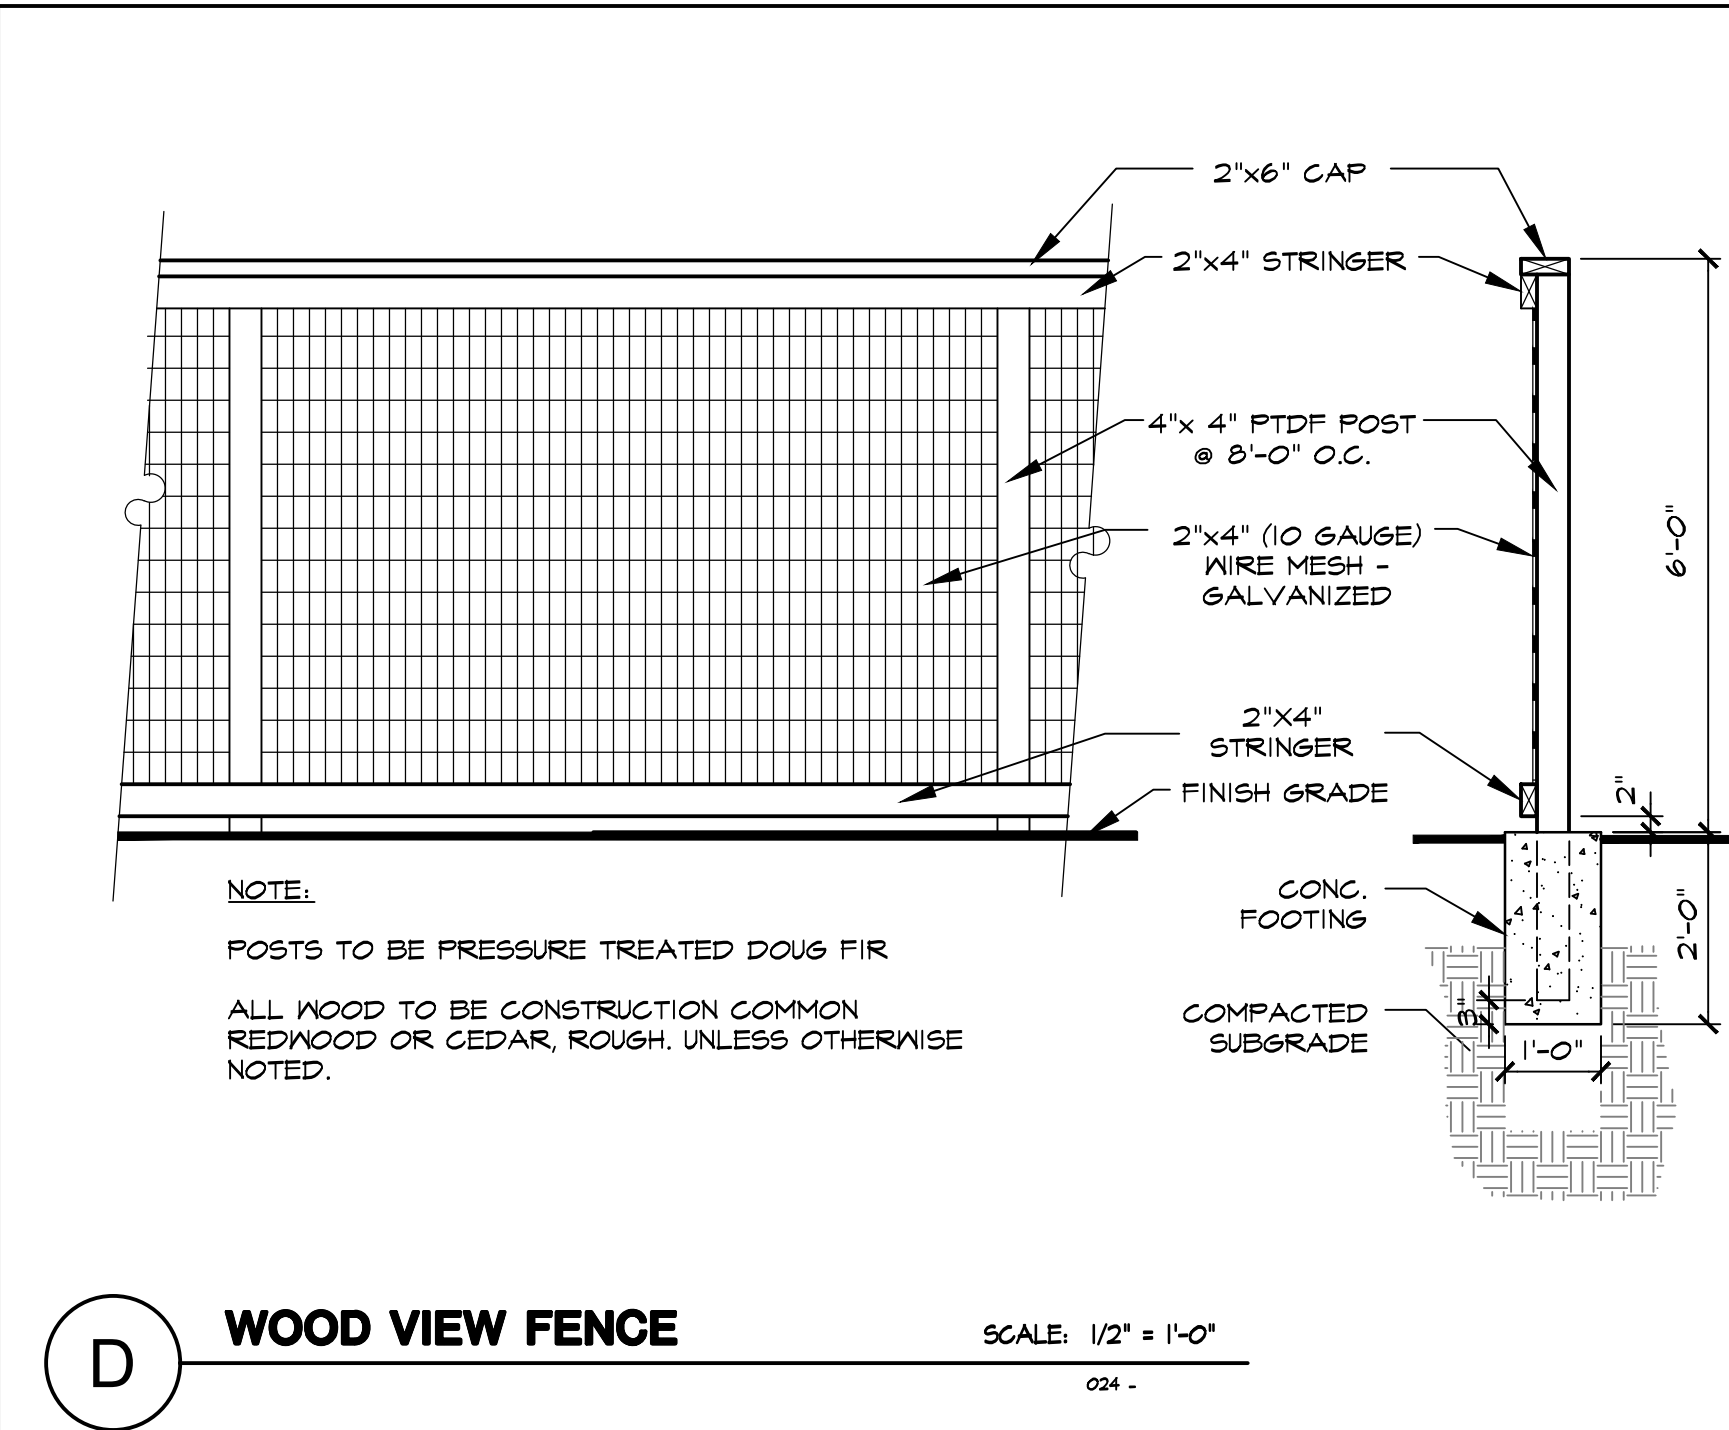 2"x6" CAP
2"x4" STRINGER
4"x 4" PTDF POST
@ 8'-0" O.C.
2"x4" (10 GAUGE)
WIRE MESH -
GALVANIZED
6'-0"
2"X4"
STRINGER
FINISH GRADE
2"
CONC.
FOOTING
2'-0"
COMPACTED
SUBGRADE
3"
1'-0"
NOTE:
POSTS TO BE PRESSURE TREATED DOUG FIR
ALL WOOD TO BE CONSTRUCTION COMMON
REDWOOD OR CEDAR, ROUGH. UNLESS OTHERWISE
NOTED.
D
WOOD VIEW FENCE
SCALE: 1/2" = 1'-0"
024 -